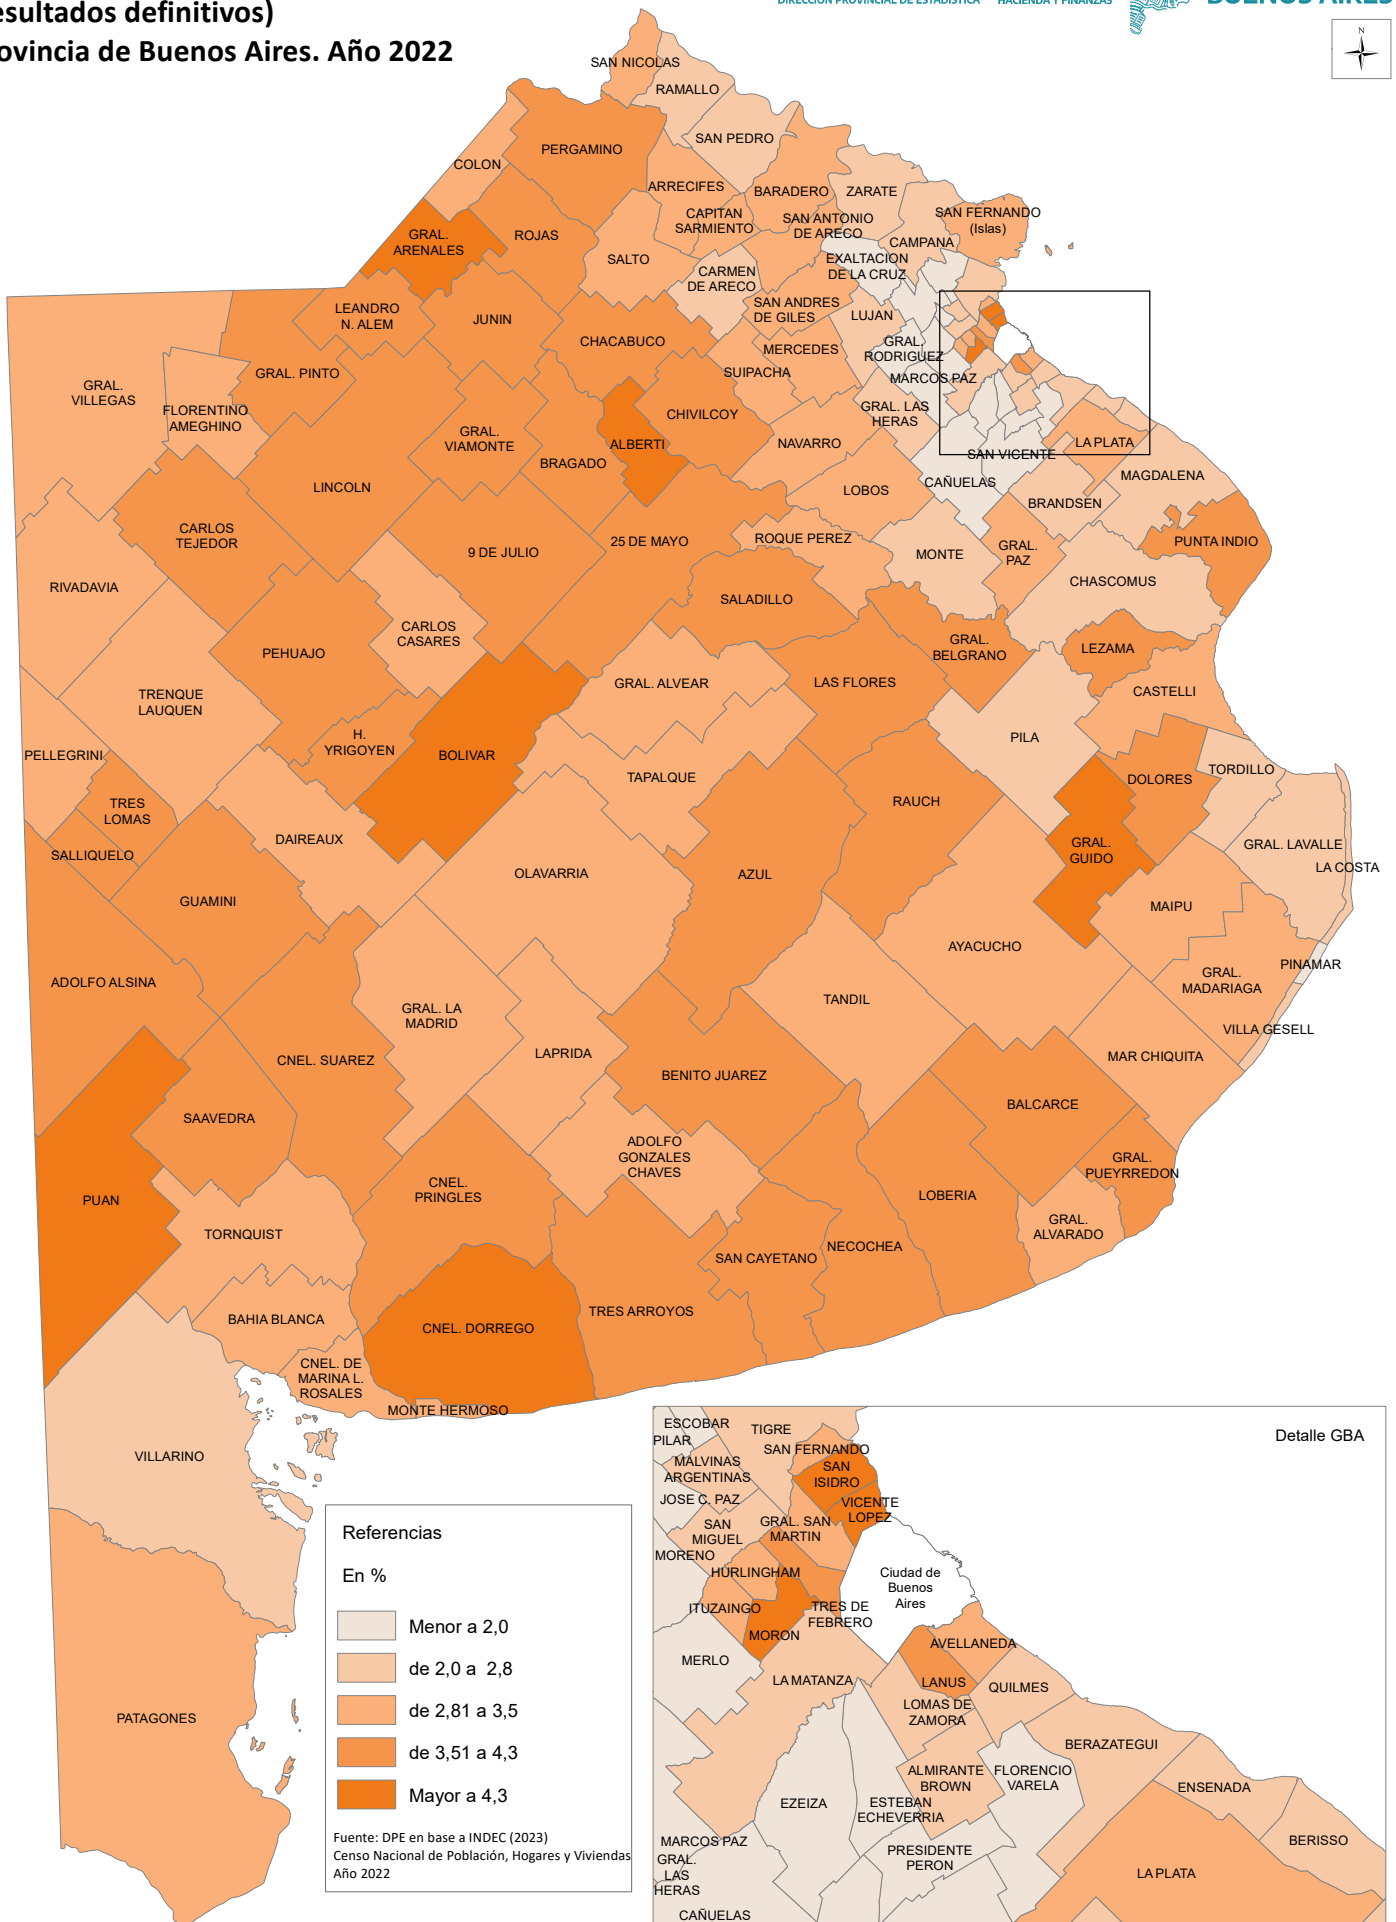 esultados definitivos)
ovincia de Buenos Aires. Año 2022
DIRECCIÓN PROVINCIAL DE ESTADÍSTICA
HACIENDA Y FINANZAS
BUENOS AIRES
N
SAN NICOLAS
RAMALLO
SAN PEDRO
PERGAMINO
COLON
ARRECIFES
BARADERO
ZARATE
CAPITAN
SARMIENTO
SAN ANTONIO
DE ARECO
SAN FERNANDO
(Islas)
CAMPANA
GRAL.
ARENALES
ROJAS
SALTO
CARMEN
DE ARECO
EXALTACION
DE LA CRUZ
LEANDRO
N. ALEM
JUNIN
SAN ANDRES
DE GILES
LUJAN
CHACABUCO
MERCEDES
GRAL.
RODRIGUEZ
SUIPACHA
MARCOS PAZ
GRAL. PINTO
GRAL.
VILLEGAS
FLORENTINO
AMEGHINO
CHIVILCOY
GRAL. LAS
HERAS
GRAL.
VIAMONTE
ALBERTI
NAVARRO
LA PLATA
BRAGADO
SAN VICENTE
LINCOLN
LOBOS
CAÑUELAS
MAGDALENA
BRANDSEN
CARLOS
TEJEDOR
9 DE JULIO
25 DE MAYO
ROQUE PEREZ
MONTE
GRAL.
PAZ
PUNTA INDIO
RIVADAVIA
SALADILLO
CHASCOMUS
CARLOS
CASARES
PEHUAJO
GRAL.
BELGRANO
LEZAMA
TRENQUE
LAUQUEN
GRAL. ALVEAR
LAS FLORES
CASTELLI
H.
YRIGOYEN
PILA
PELLEGRINI
BOLIVAR
TAPALQUE
DOLORES
TORDILLO
TRES
LOMAS
RAUCH
DAIREAUX
GRAL.
GUIDO
GRAL. LAVALLE
SALLIQUELO
LA COSTA
OLAVARRIA
AZUL
GUAMINI
MAIPU
AYACUCHO
PINAMAR
ADOLFO ALSINA
GRAL.
MADARIAGA
TANDIL
GRAL. LA
MADRID
VILLA GESELL
CNEL. SUAREZ
LAPRIDA
MAR CHIQUITA
BENITO JUAREZ
BALCARCE
SAAVEDRA
ADOLFO
GONZALES
CHAVES
GRAL.
PUEYRREDON
PUAN
CNEL.
PRINGLES
LOBERIA
TORNQUIST
GRAL.
ALVARADO
SAN CAYETANO
NECOCHEA
BAHIA BLANCA
CNEL. DORREGO
TRES ARROYOS
CNEL. DE
MARINA L.
ROSALES
MONTE HERMOSO
VILLARINO
PATAGONES
Referencias
En %
Menor a 2,0
de 2,0 a 2,8
de 2,81 a 3,5
de 3,51 a 4,3
Mayor a 4,3
Fuente: DPE en base a INDEC (2023)
Censo Nacional de Población, Hogares y Viviendas
Año 2022
Detalle GBA
ESCOBAR
TIGRE
PILAR
SAN FERNANDO
MALVINAS
ARGENTINAS
SAN
ISIDRO
JOSE C. PAZ
VICENTE
LOPEZ
SAN
MIGUEL
GRAL. SAN
MARTIN
MORENO
HURLINGHAM
Ciudad de
Buenos
Aires
ITUZAINGO
TRES DE
FEBRERO
MORON
AVELLANEDA
MERLO
LA MATANZA
LANUS
QUILMES
LOMAS DE
ZAMORA
BERAZATEGUI
ALMIRANTE
BROWN
FLORENCIO
VARELA
ENSENADA
EZEIZA
ESTEBAN
ECHEVERRIA
BERISSO
MARCOS PAZ
PRESIDENTE
PERON
GRAL.
LAS
HERAS
LA PLATA
CAÑUELAS